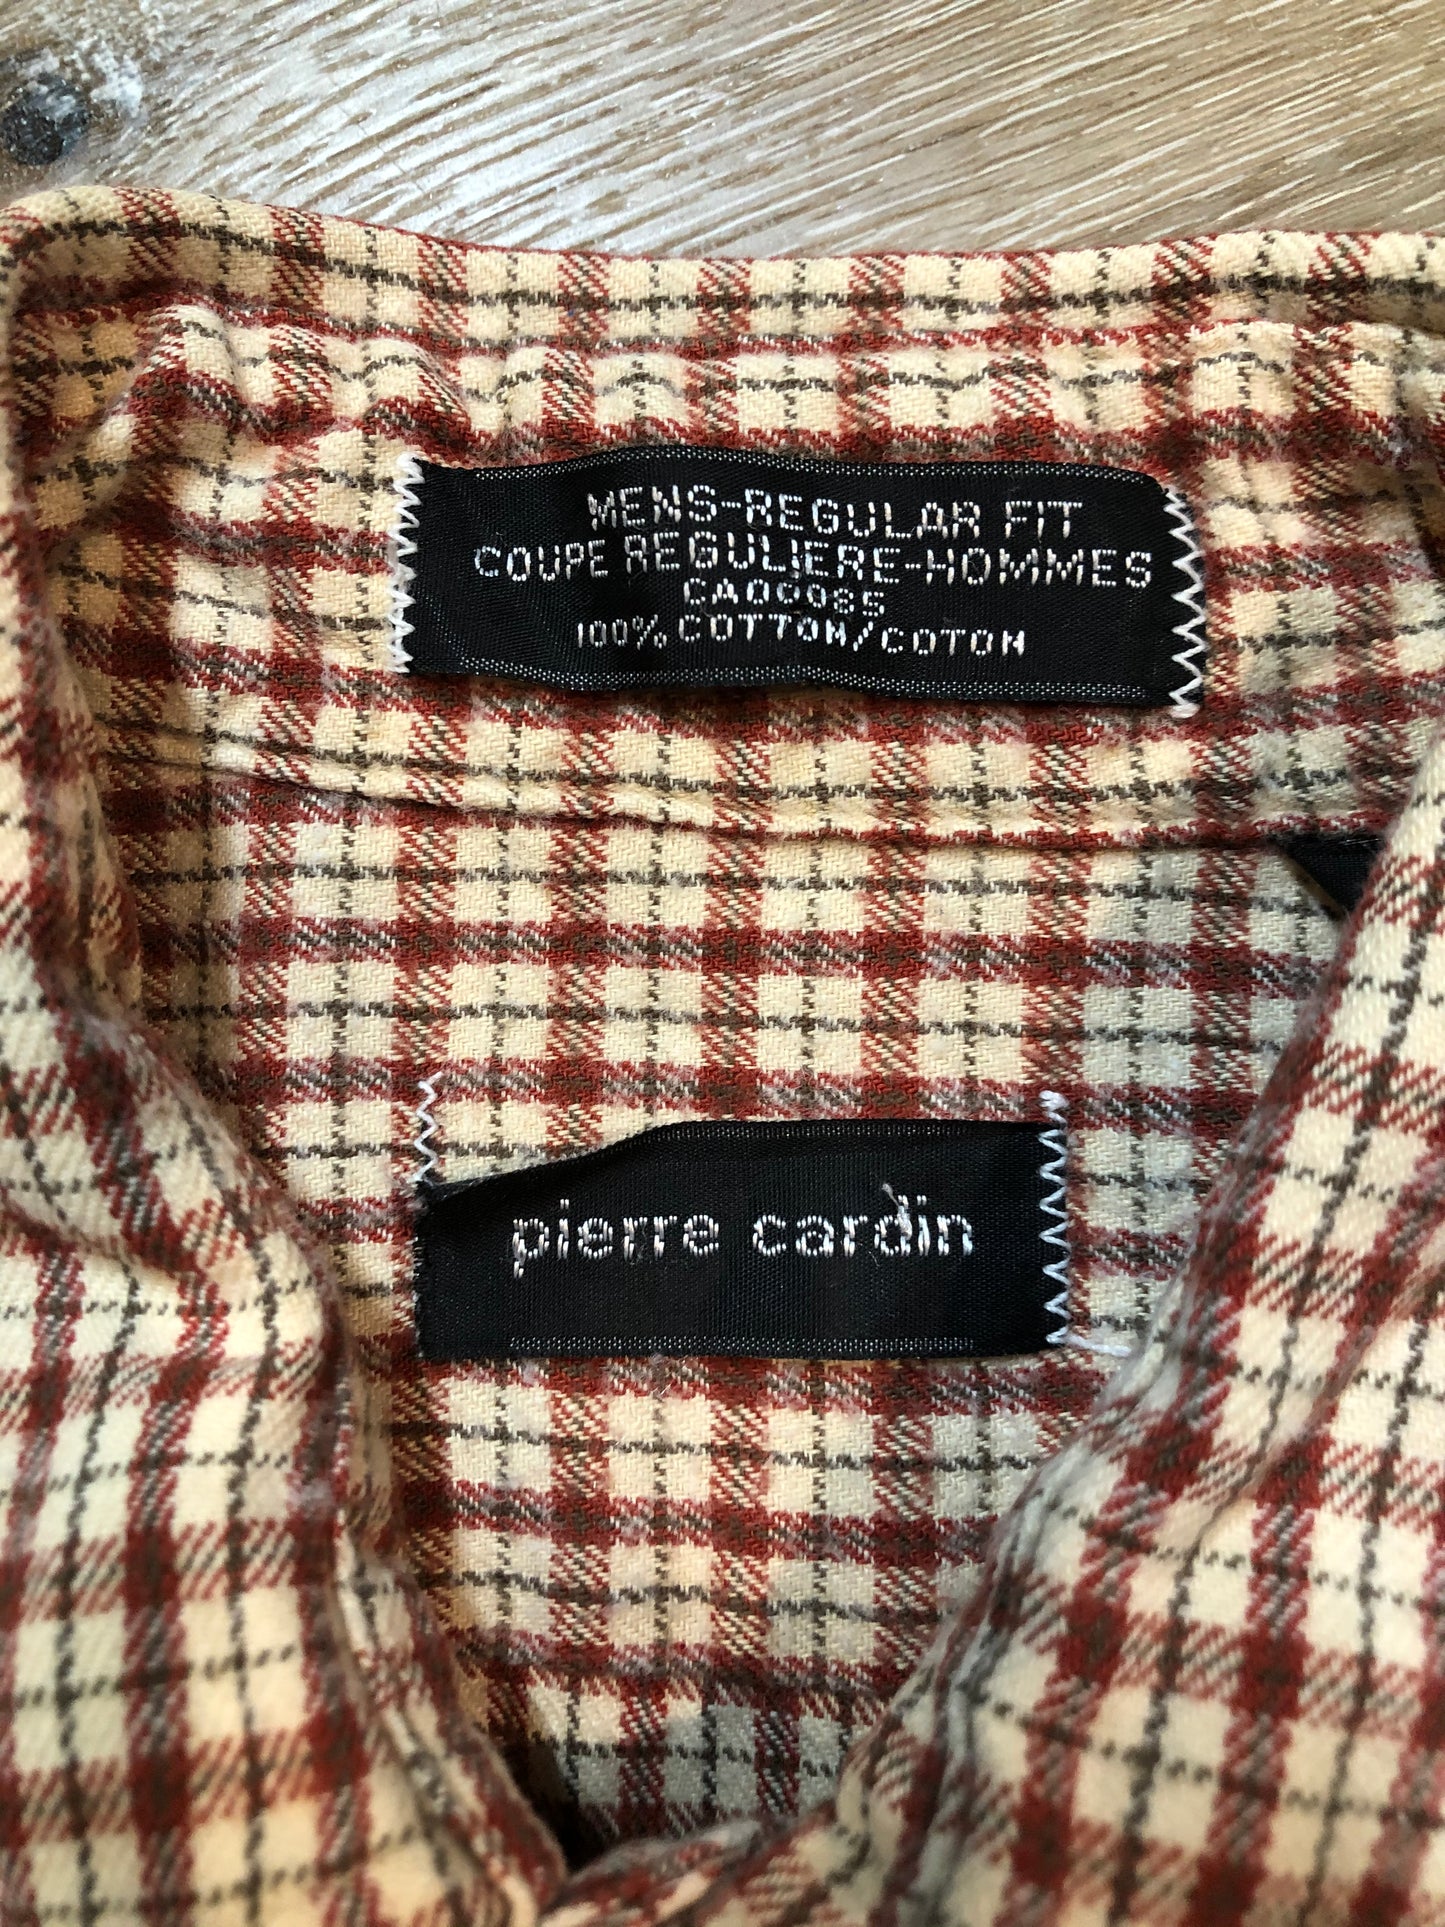 MENS-REGULAR FIT
COUPE REGULIERE-HOMMES
CA00085
100% COTTON/COTON
pierre cardin